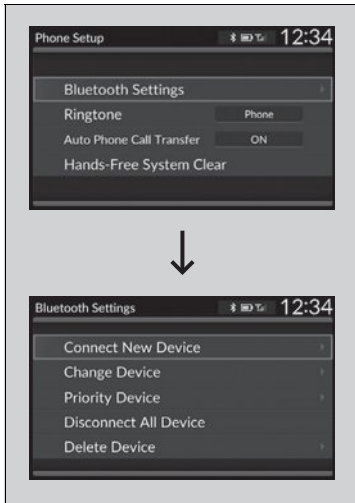 Phone Setup 12:34
Bluetooth Settings
Ringtone Phone
Auto Phone Call Transfer ON
Hands-Free System Clear
Bluetooth Settings 12:34
Connect New Device
Change Device
Priority Device
Disconnect All Device
Delete Device